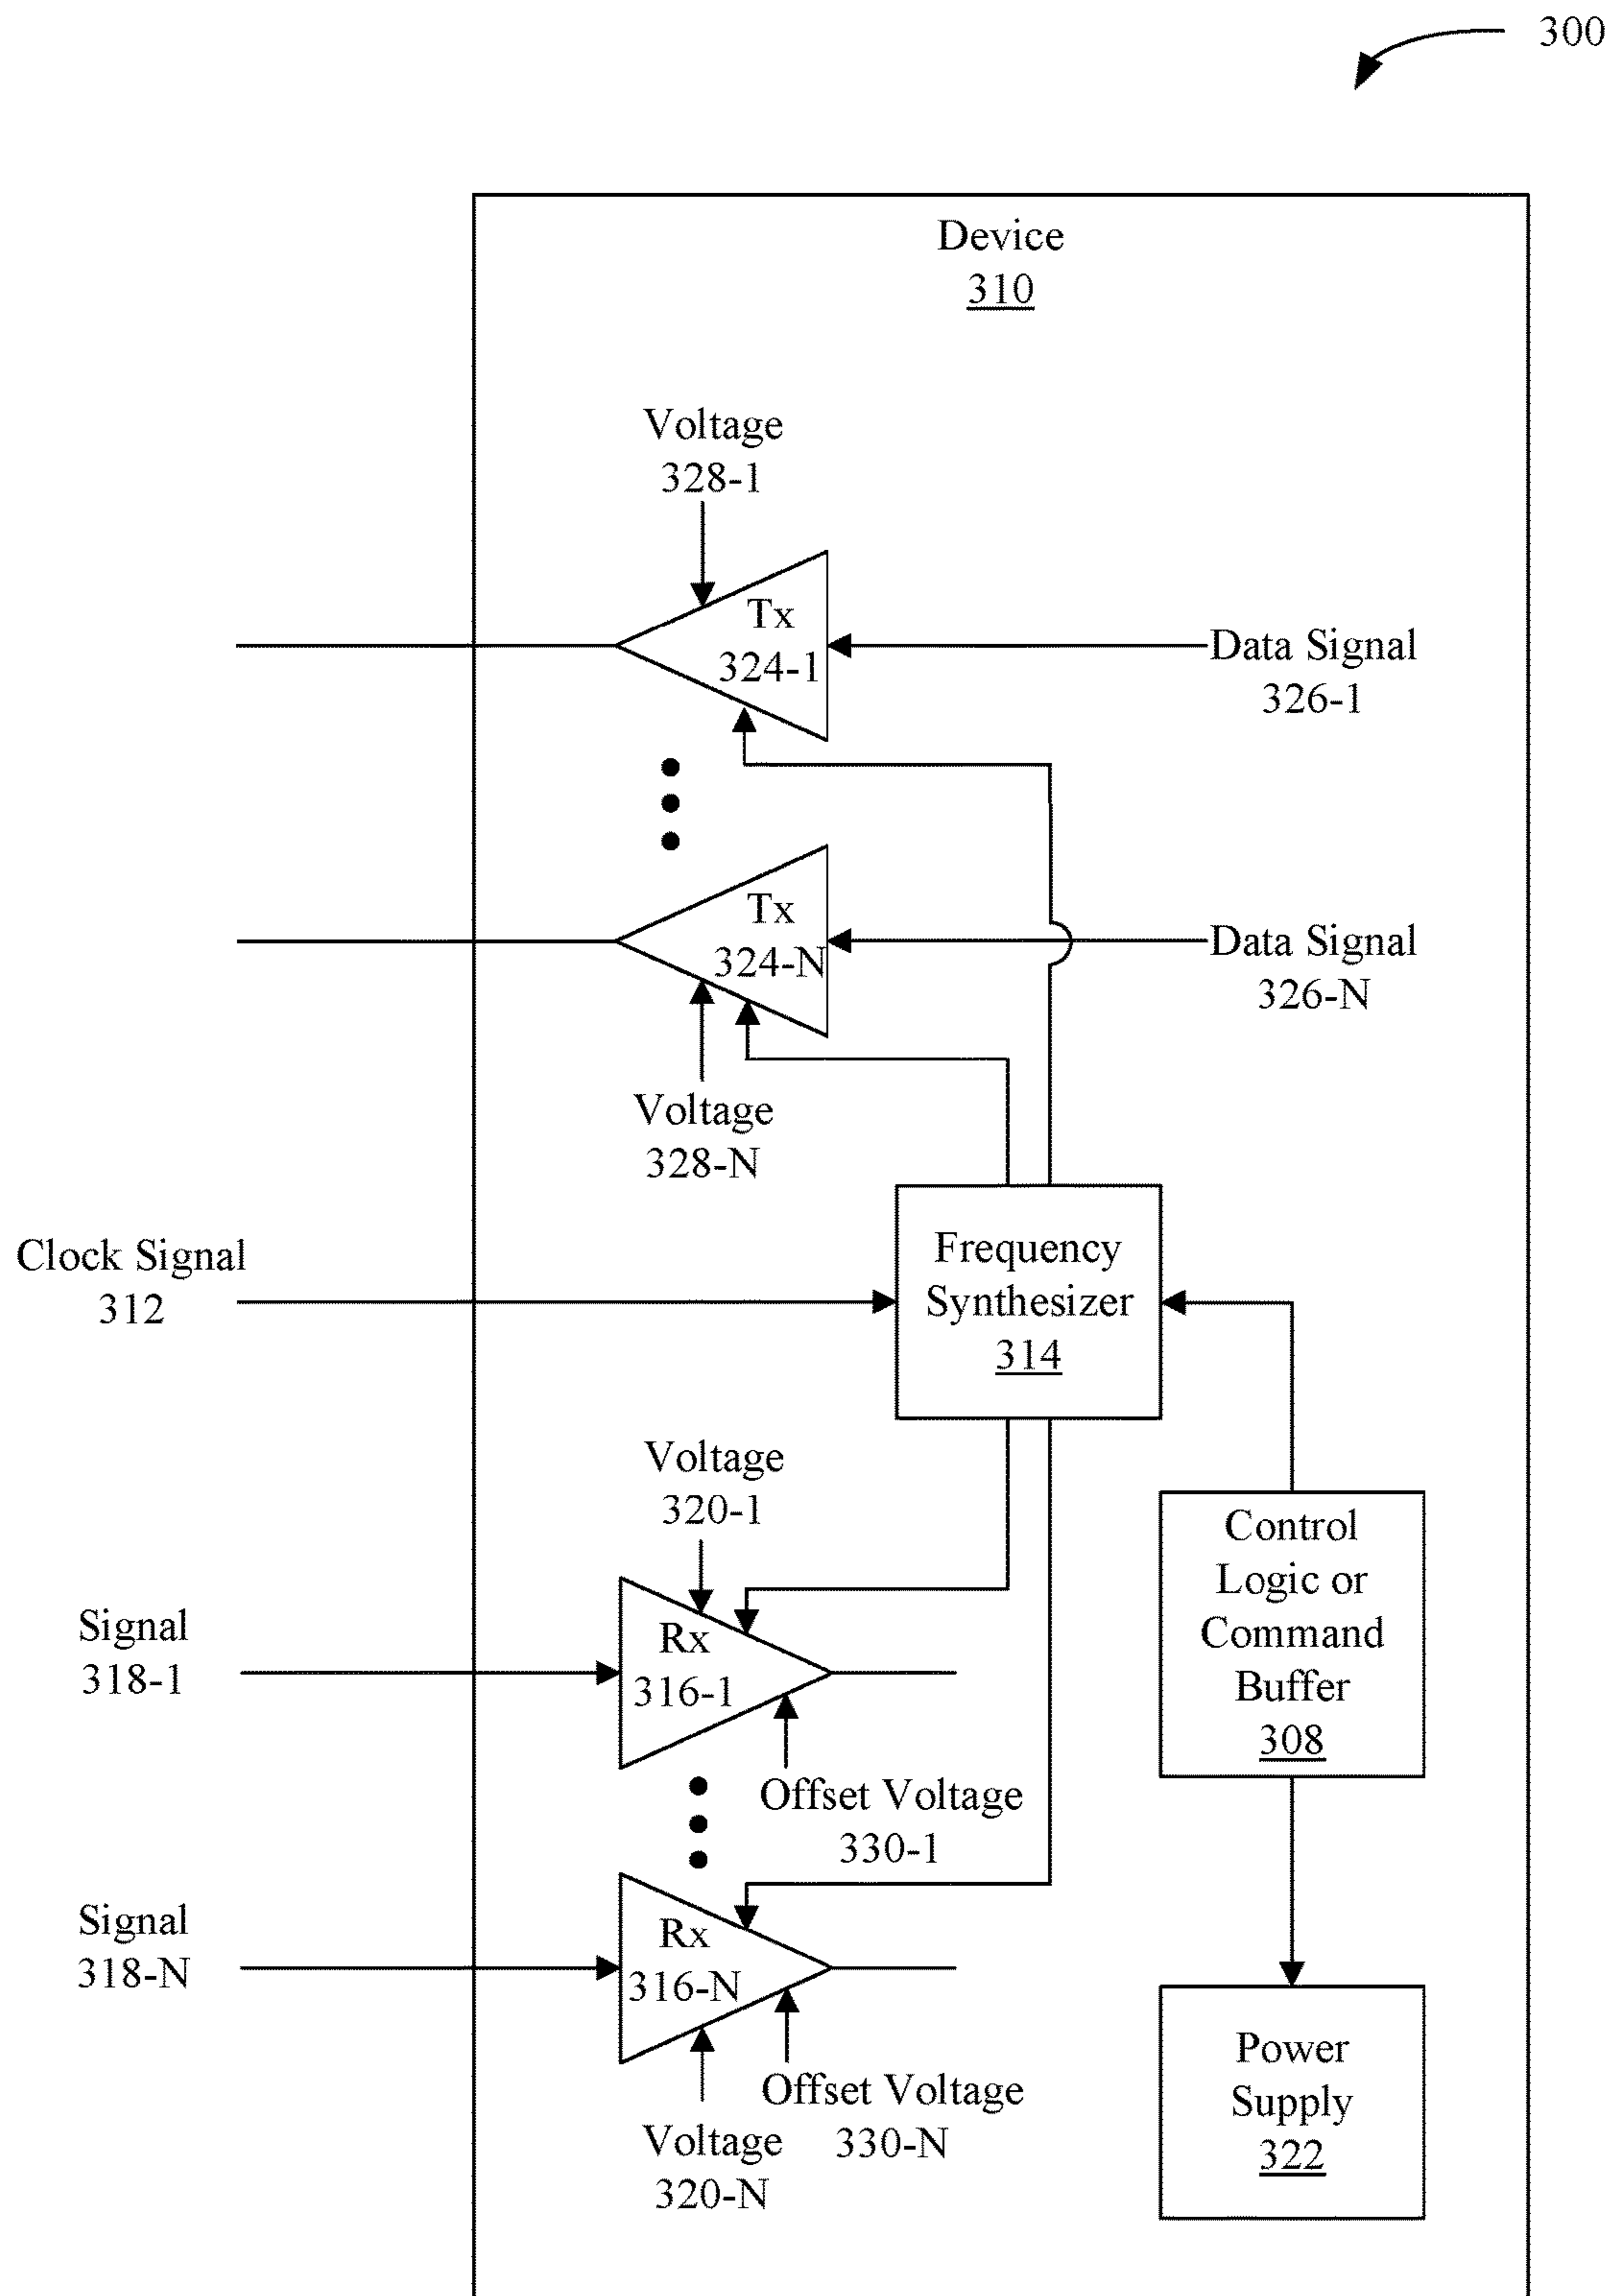 300
Device
310
Voltage
328-1
Tx
324-1
Data Signal
326-1
Tx
324-N
Data Signal
326-N
Voltage
328-N
Clock Signal
312
Frequency
Synthesizer
314
Voltage
320-1
Control
Logic or
Command
Buffer
308
Signal
318-1
Rx
316-1
Offset Voltage
330-1
Signal
318-N
Rx
316-N
Offset Voltage
330-N
Voltage
320-N
Power
Supply
322